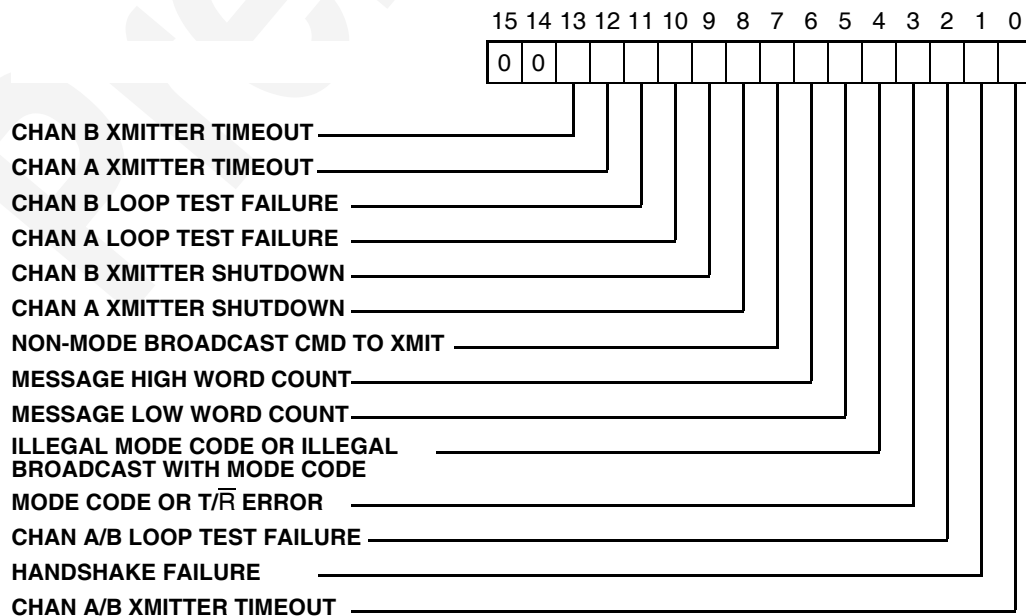 15 14 13 12 11 10 9 8 7 6 5 4 3 2 1 0
0 0
CHAN B XMITTER TIMEOUT
CHAN A XMITTER TIMEOUT
CHAN B LOOP TEST FAILURE
CHAN A LOOP TEST FAILURE
CHAN B XMITTER SHUTDOWN
CHAN A XMITTER SHUTDOWN
NON-MODE BROADCAST CMD TO XMIT
MESSAGE HIGH WORD COUNT
MESSAGE LOW WORD COUNT
ILLEGAL MODE CODE OR ILLEGAL
BROADCAST WITH MODE CODE
MODE CODE OR T/R̅ ERROR
CHAN A/B LOOP TEST FAILURE
HANDSHAKE FAILURE
CHAN A/B XMITTER TIMEOUT